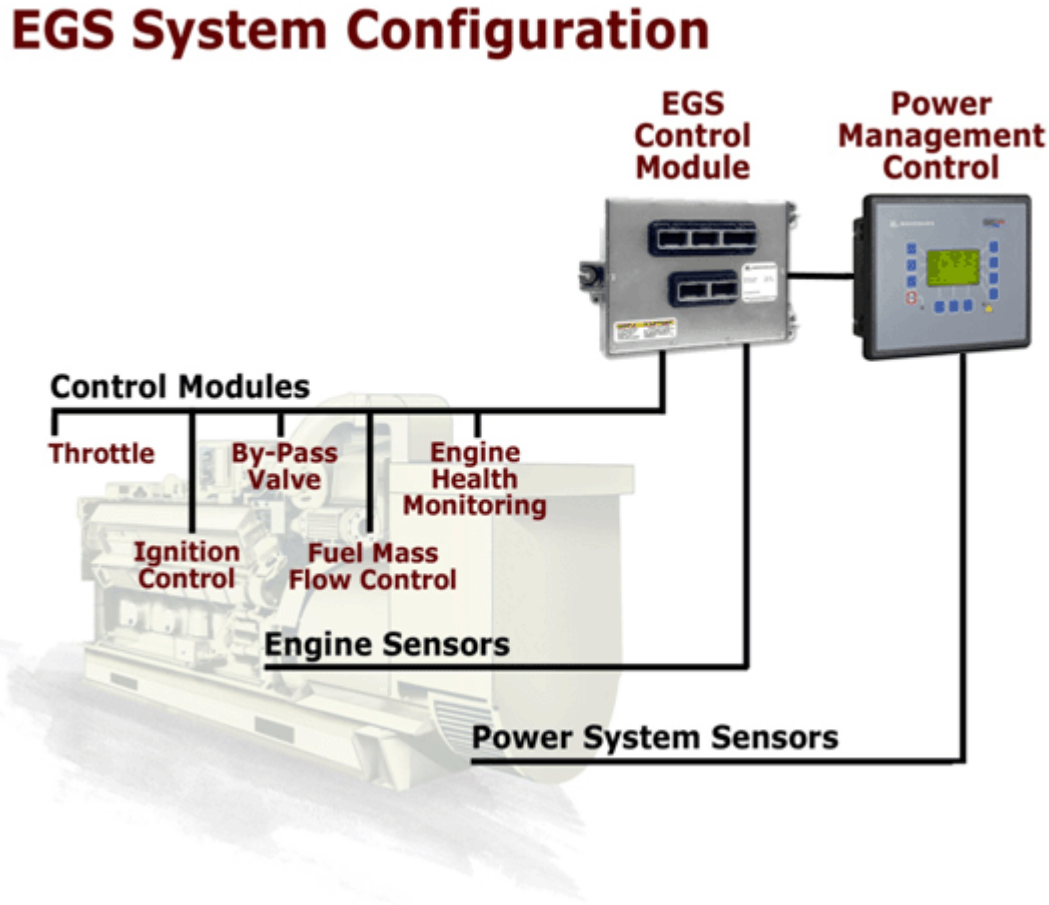 EGS System Configuration
EGS
Control
Module
Power
Management
Control
Control Modules
Throttle
By-Pass
Valve
Engine
Health
Monitoring
Ignition
Control
Fuel Mass
Flow Control
Engine Sensors
Power System Sensors